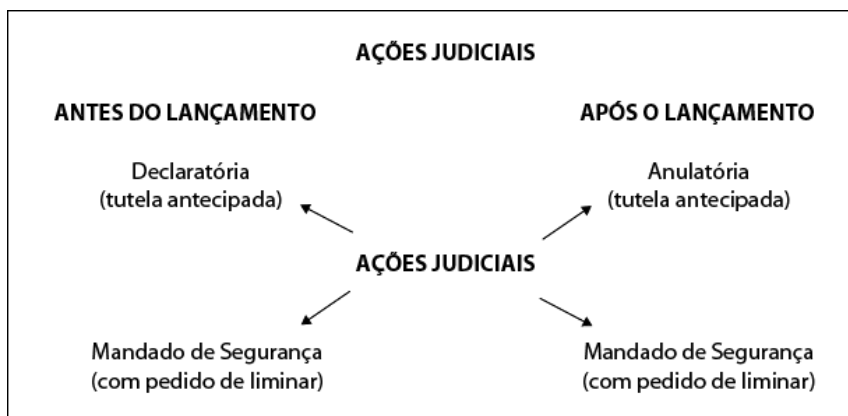 AÇÕES JUDICIAIS
ANTES DO LANÇAMENTO
APÓS O LANÇAMENTO
Declaratória
(tutela antecipada)
Anulatória
(tutela antecipada)
AÇÕES JUDICIAIS
Mandado de Segurança
(com pedido de liminar)
Mandado de Segurança
(com pedido de liminar)